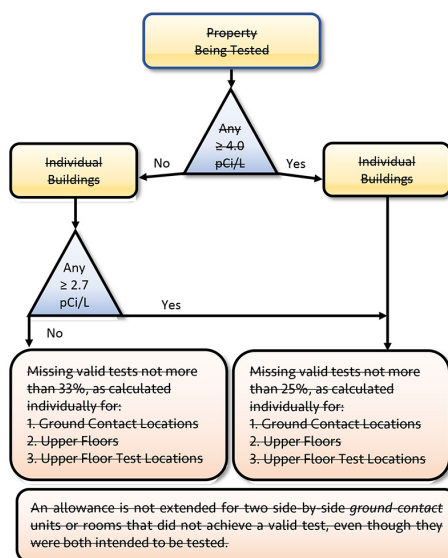 Property
Being Tested
Any
≥ 4.0
pCi/L
No
Yes
Individual
Buildings
Individual
Buildings
Any
≥ 2.7
pCi/L
Yes
No
Missing valid tests not more
than 33%, as calculated
individually for:
1. Ground Contact Locations
2. Upper Floors
3. Upper Floor Test Locations
Missing valid tests not more
than 25%, as calculated
individually for:
1. Ground Contact Locations
2. Upper Floors
3. Upper Floor Test Locations
An allowance is not extended for two side-by-side ground-contact
units or rooms that did not achieve a valid test, even though they
were both intended to be tested.